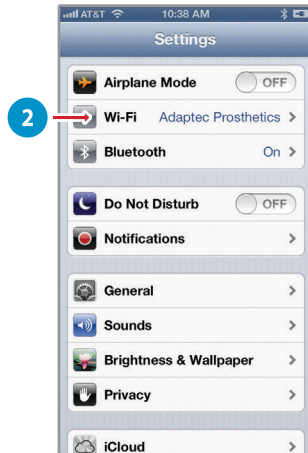 AT&T 10:38 AM
Settings
Airplane Mode OFF
2 Wi-Fi Adaptec Prosthetics
Bluetooth On
Do Not Disturb OFF
Notifications
General
Sounds
Brightness & Wallpaper
Privacy
iCloud